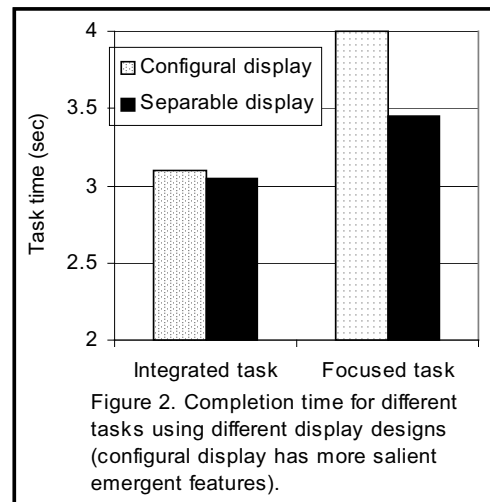 4
Configural display
Separable display
3.5
3
2.5
2
Task time (sec)
Integrated task Focused task
Figure 2. Completion time for different
tasks using different display designs
(configural display has more salient
emergent features).